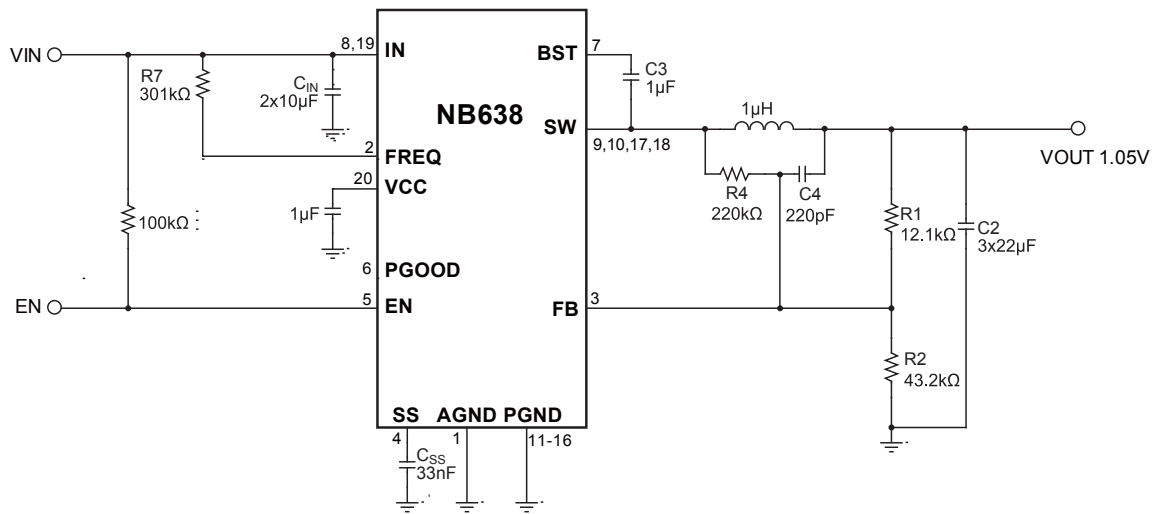 VIN
8,19
IN
BST
7
R7
301kΩ
CIN
2x10µF
C3
1µF
NB638
1µH
SW
9,10,17,18
VOUT 1.05V
2
FREQ
20
VCC
R4
220kΩ
C4
220pF
1µF
100kΩ
R1
12.1kΩ
C2
3x22µF
6
PGOOD
EN
5
EN
FB
3
R2
43.2kΩ
SS
AGND
PGND
4
1
11-16
CSS
33nF